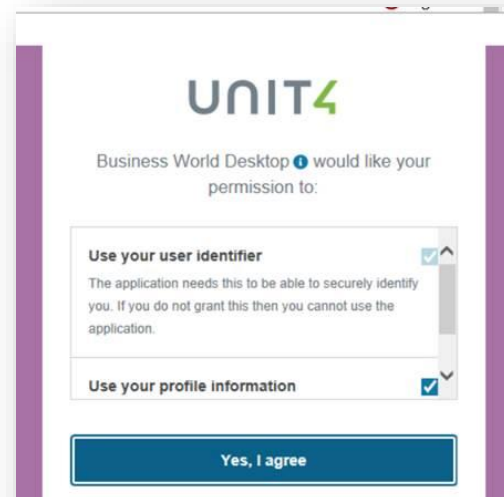 UNIT4
Business World Desktop would like your
permission to:
Use your user identifier
The application needs this to be able to securely identify
you. If you do not grant this then you cannot use the
application.
Use your profile information
Yes, I agree